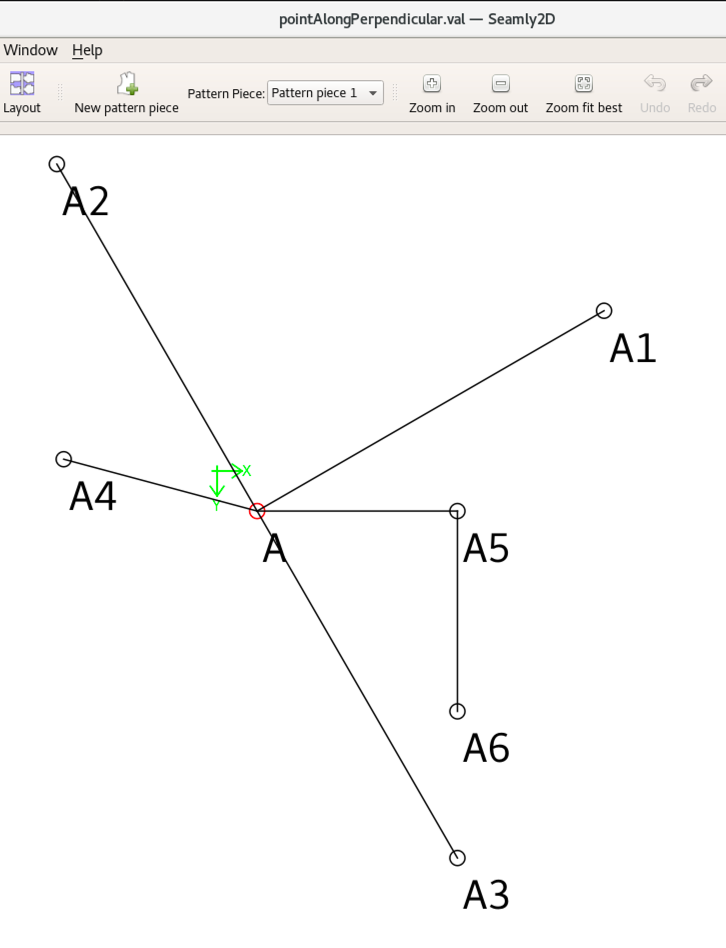 pointAlongPerpendicular.val — Seamly2D
Window Help
Pattern Piece: Pattern piece 1
Layout New pattern piece Zoom in Zoom out Zoom fit best Undo Redo
A2
A1
X
A4
Y
A
A5
A6
A3